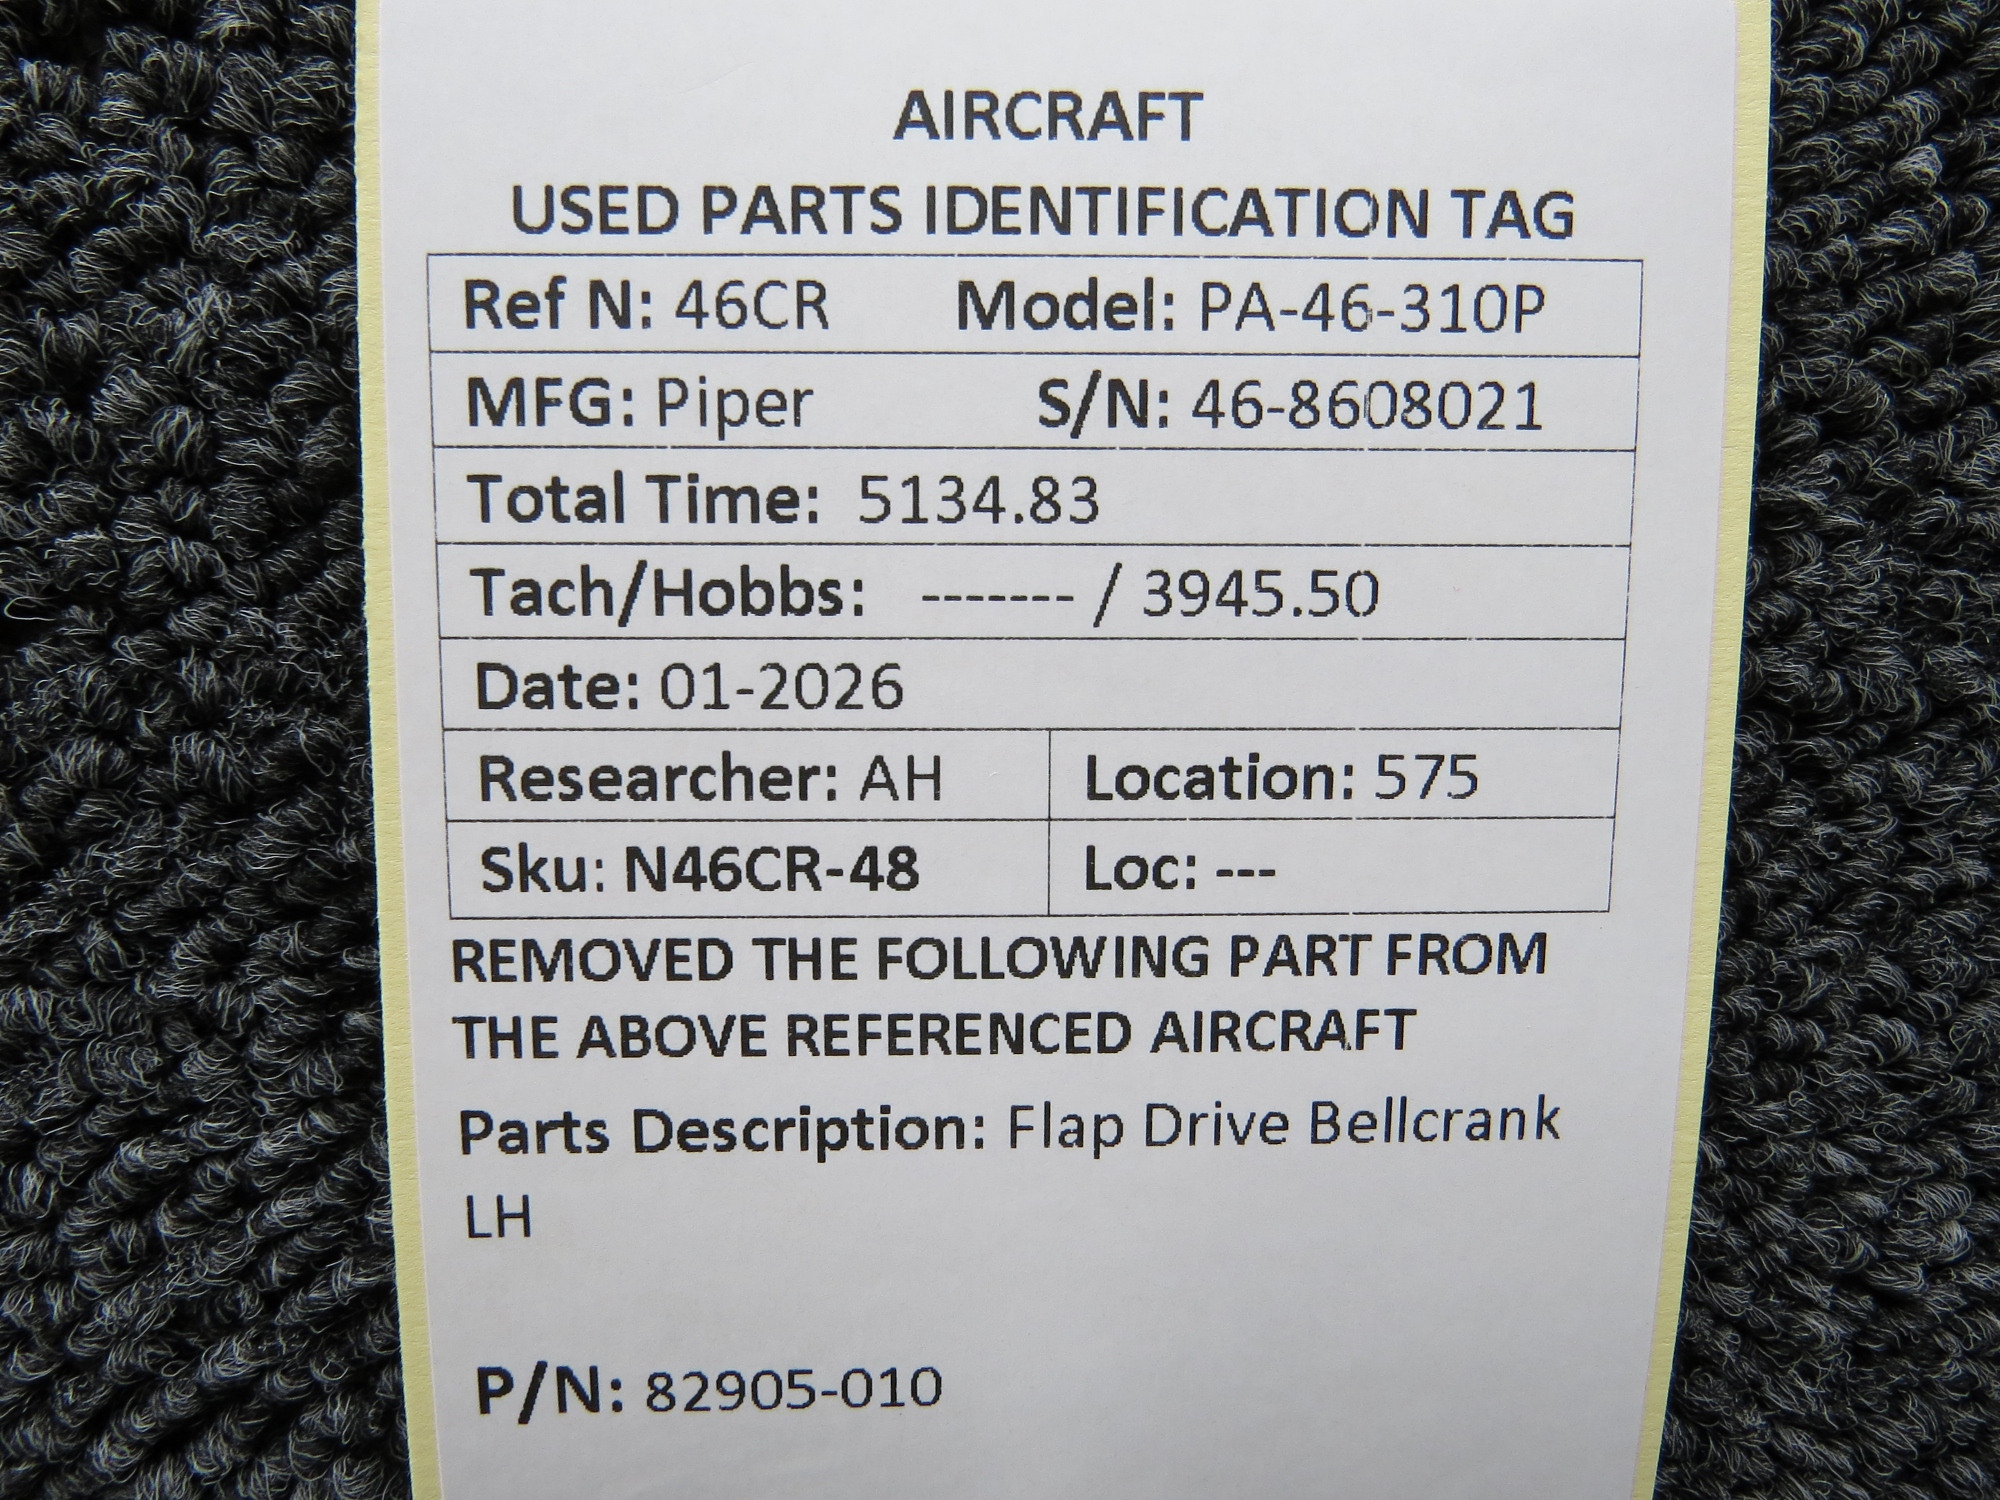 AIRCRAFT
USED PARTS IDENTIFICATION TAG
Ref N: 46CR Model: PA-46-310P
MFG: Piper S/N: 46-8608021
Total Time: 5134.83
Tach/Hobbs: ------- / 3945.50
Date: 01-2026
Researcher: AH Location: 575
Sku: N46CR-48 Loc: ---
REMOVED THE FOLLOWING PART FROM
THE ABOVE REFERENCED AIRCRAFT
Parts Description: Flap Drive Bellcrank
LH
P/N: 82905-010